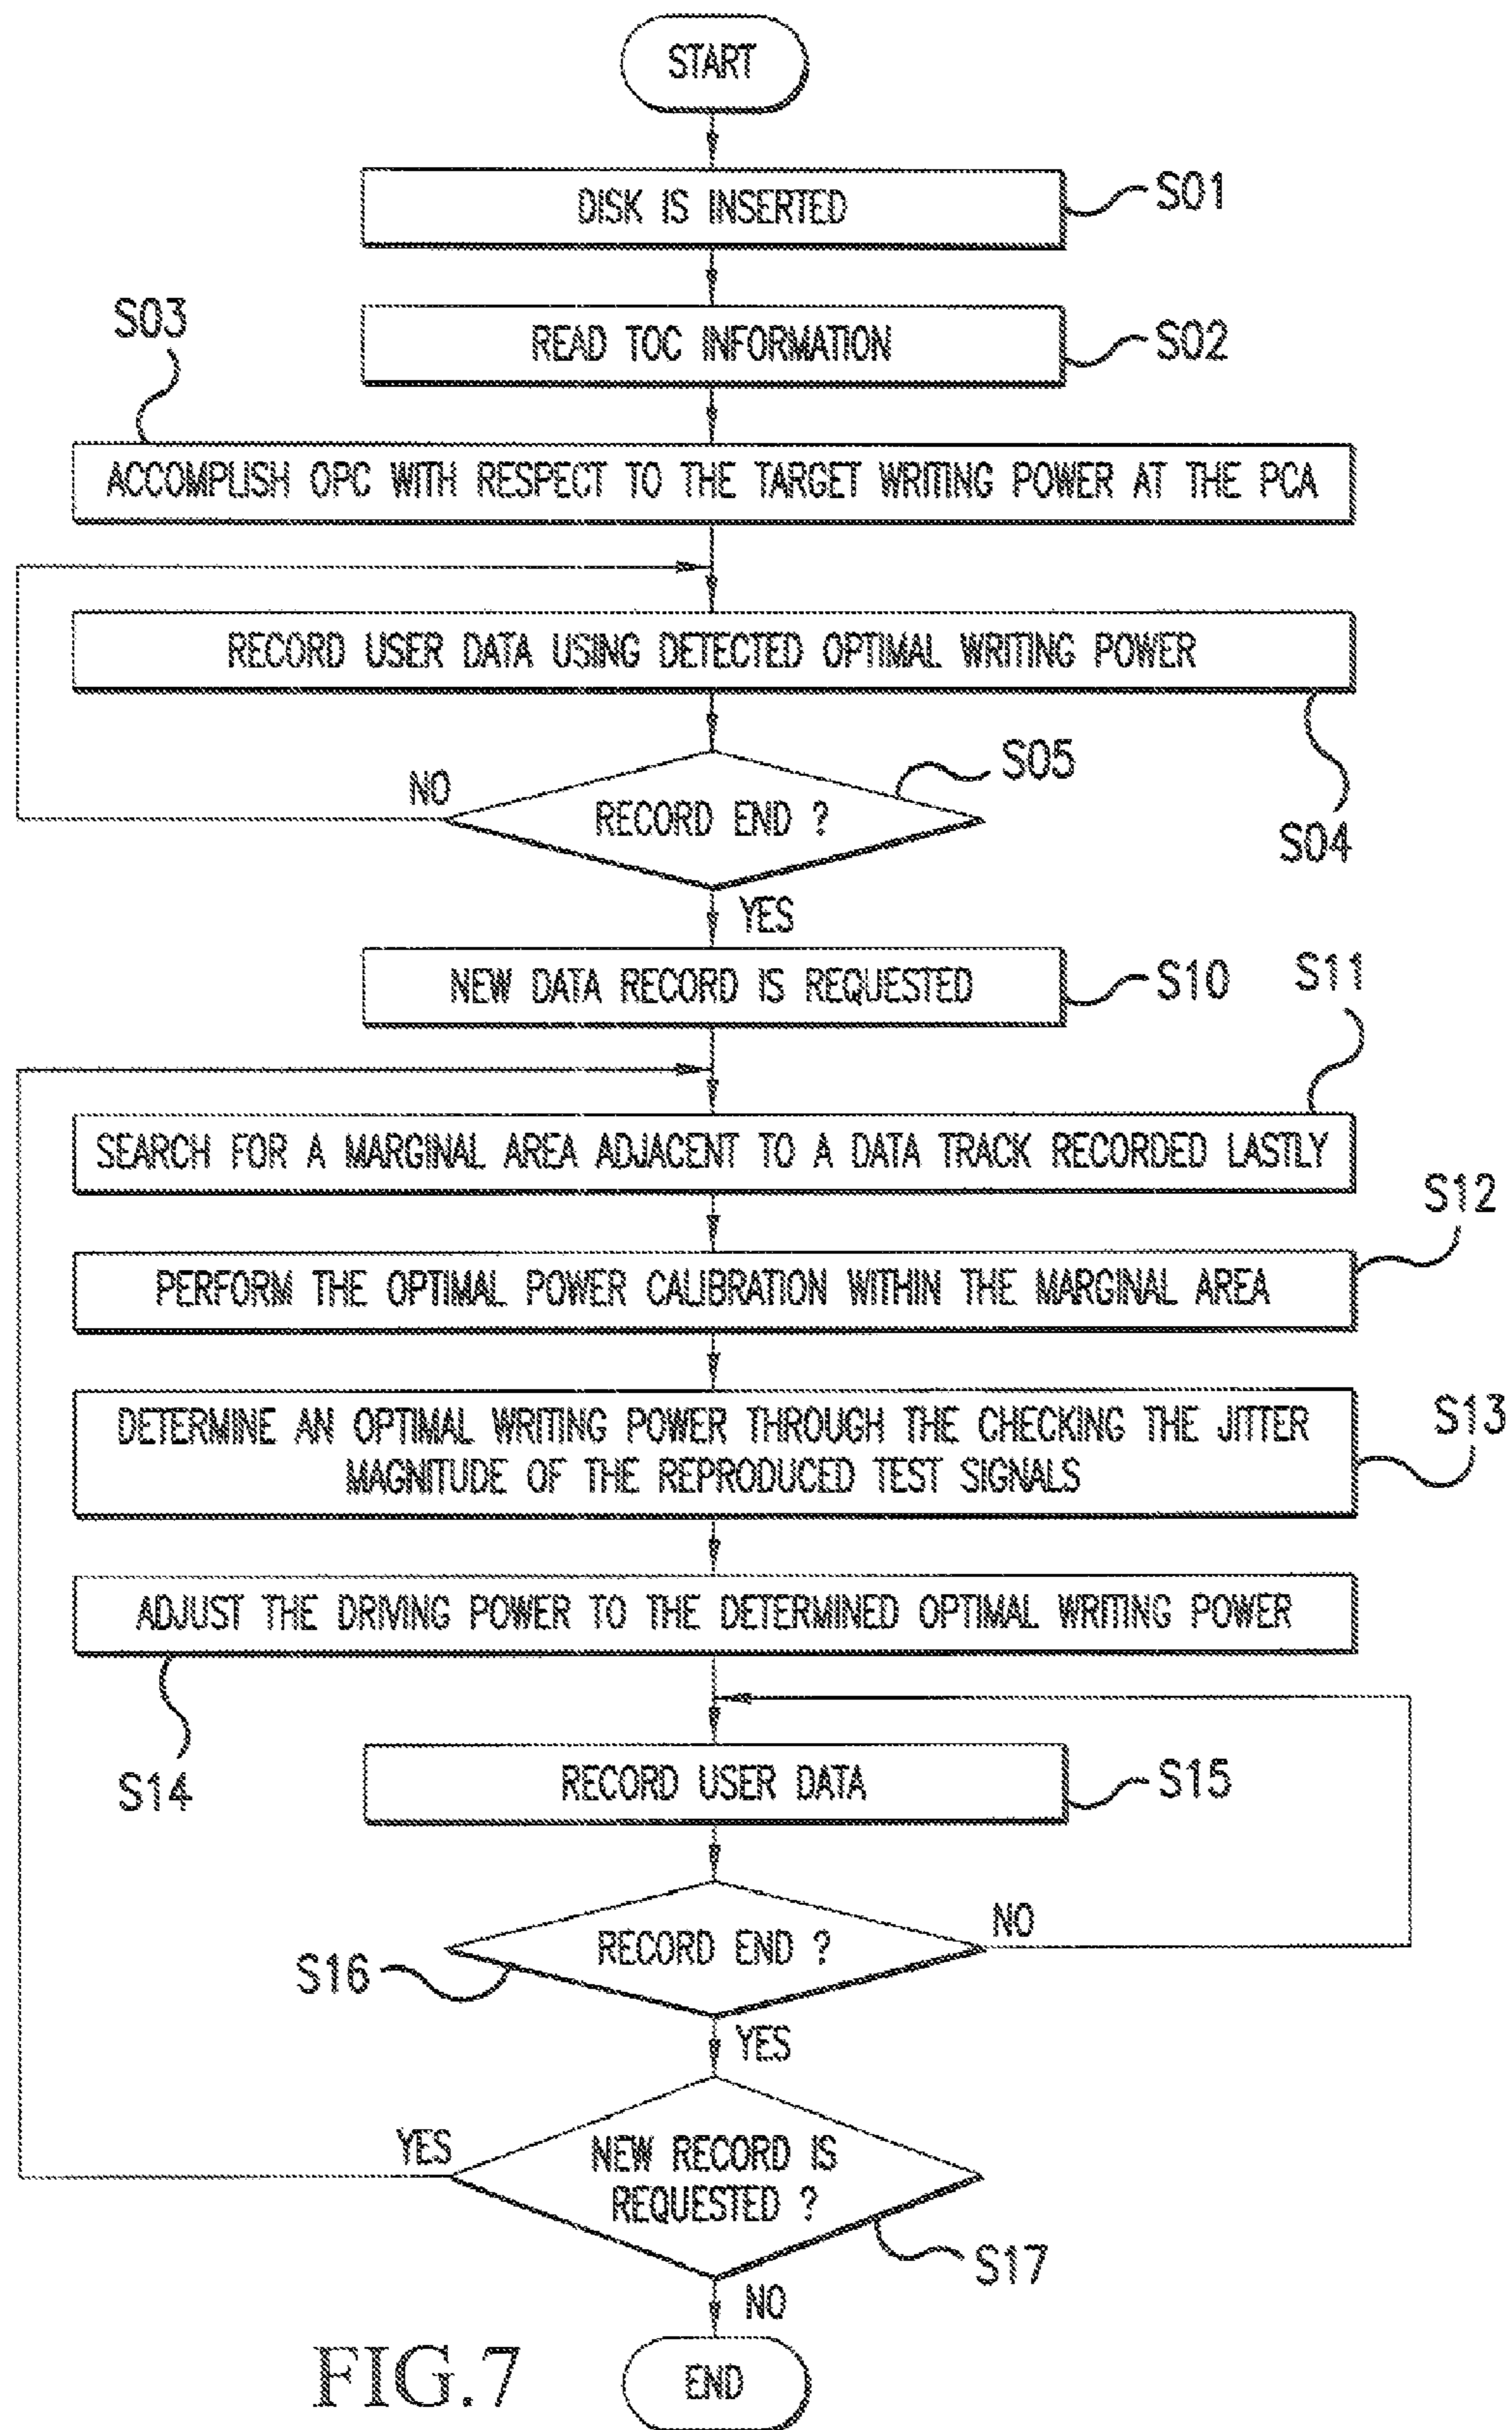 START
DISK IS INSERTED
S01
S03
READ TOC INFORMATION
S02
ACCOMPLISH OPC WITH RESPECT TO THE TARGET WRITING POWER AT THE PCA
RECORD USER DATA USING DETECTED OPTIMAL WRITING POWER
S05
NO
RECORD END ?
S04
YES
NEW DATA RECORD IS REQUESTED
S10
S11
SEARCH FOR A MARGINAL AREA ADJACENT TO A DATA TRACK RECORDED LASTLY
S12
PERFORM THE OPTIMAL POWER CALIBRATION WITHIN THE MARGINAL AREA
DETERMINE AN OPTIMAL WRITING POWER THROUGH THE CHECKING THE JITTER
MAGNITUDE OF THE REPRODUCED TEST SIGNALS
S13
ADJUST THE DRIVING POWER TO THE DETERMINED OPTIMAL WRITING POWER
S14
RECORD USER DATA
S15
NO
RECORD END ?
S16
YES
YES
NEW RECORD IS
REQUESTED ?
S17
NO
FIG.7
END